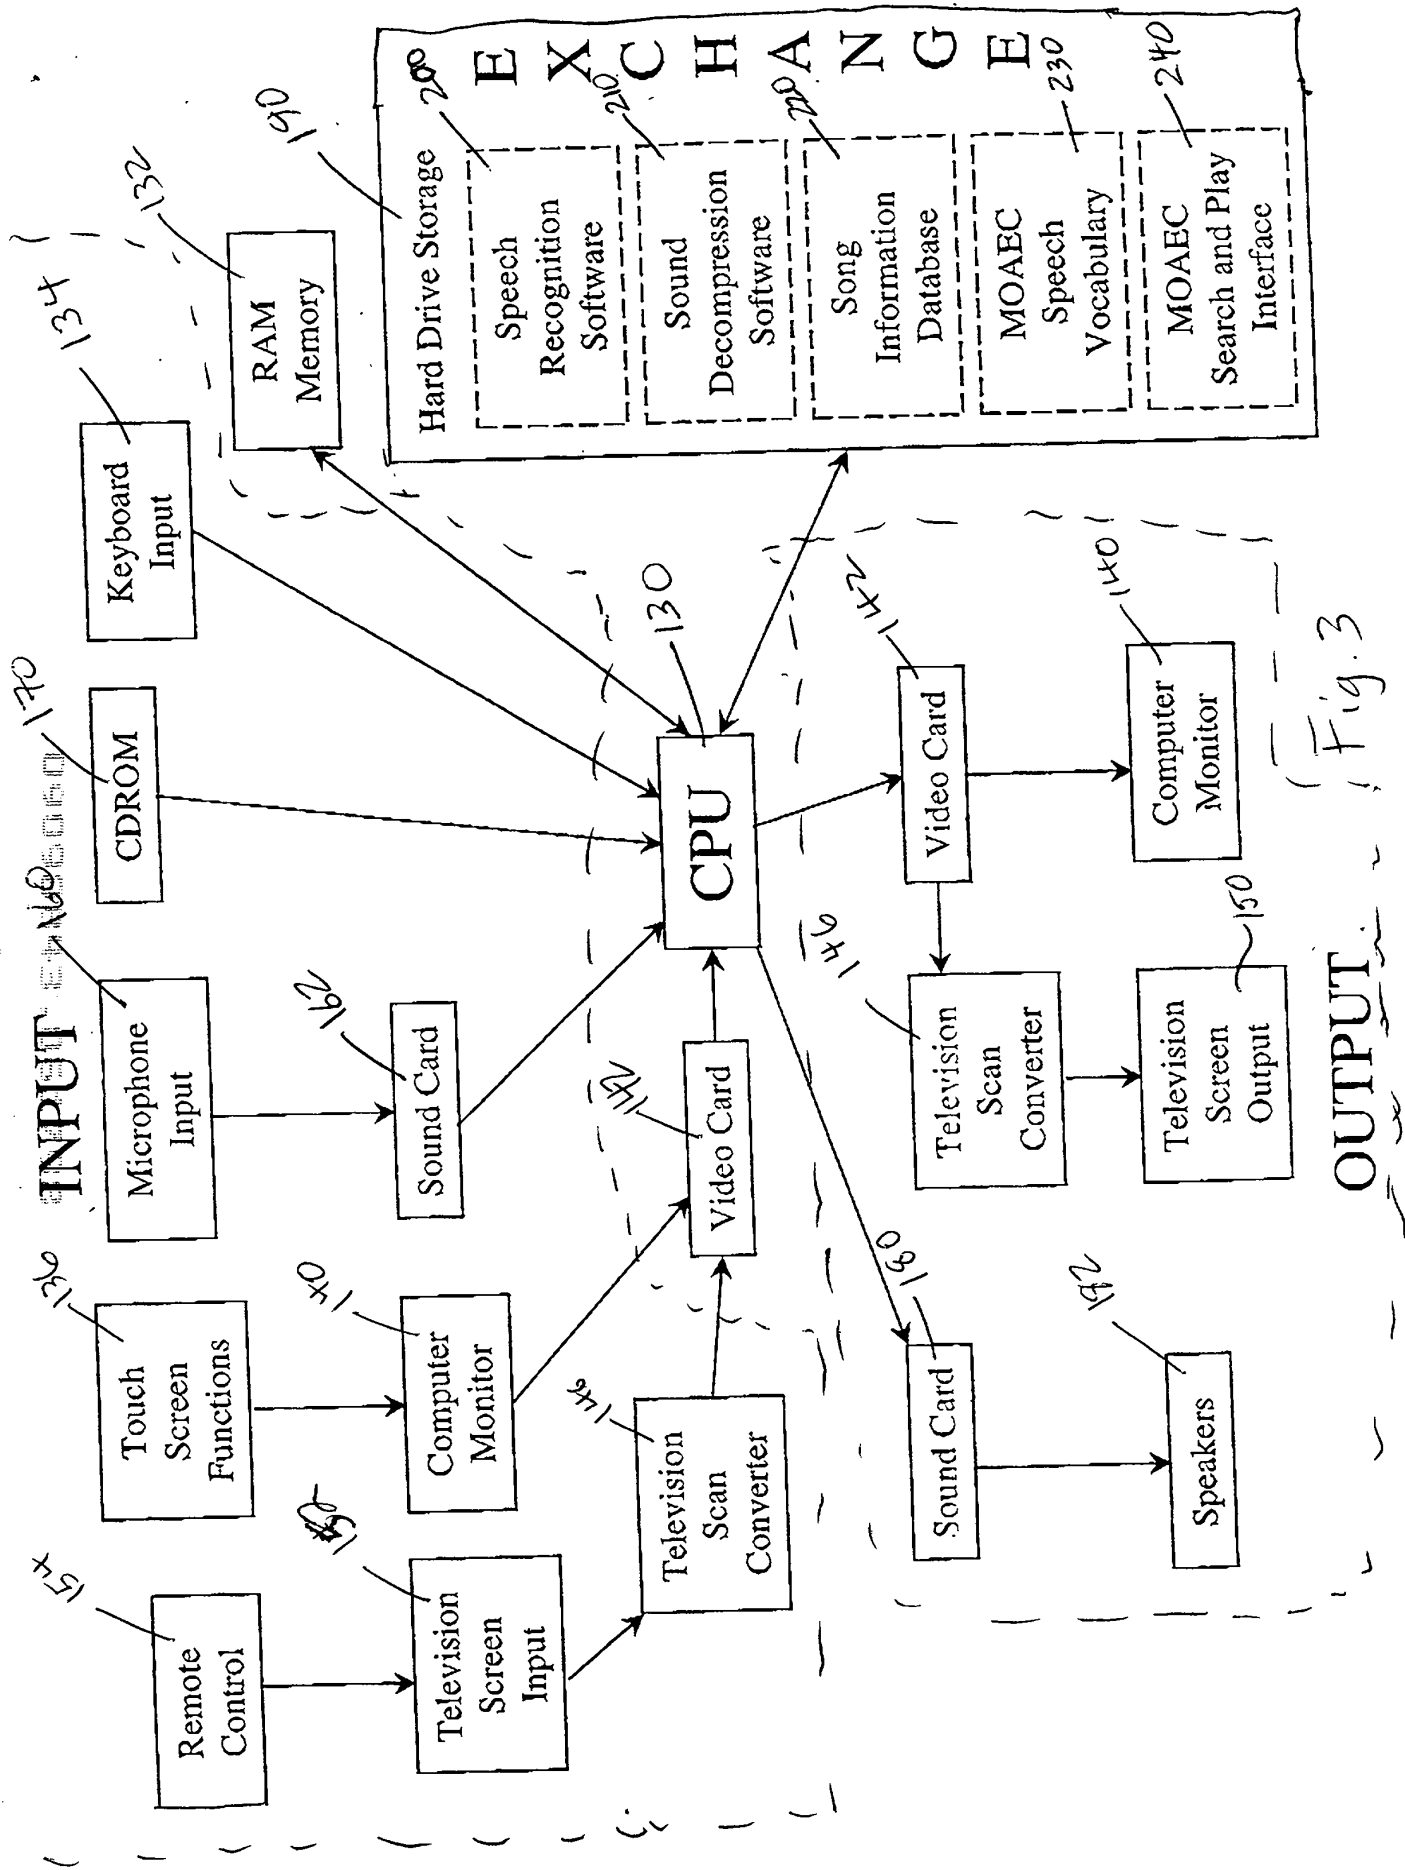 INPUT
154
Remote
Control
136
Touch
Screen
Functions
160
Microphone
Input
170
CDROM
134
Keyboard
Input
132
RAM
Memory
Television
Screen
Input
140
Computer
Monitor
162
Sound Card
146
Television
Scan
Converter
142
Video Card
CPU
130
190
Hard Drive Storage
200
Speech
Recognition
Software
210
Sound
Decompression
Software
220
Song
Information
Database
230
MOAEC
Speech
Vocabulary
240
MOAEC
Search and Play
Interface
EXCHANGE
180
Sound Card
192
Speakers
146
Television
Scan
Converter
150
Television
Screen
Output
142
Video Card
140
Computer
Monitor
OUTPUT
Fig. 3